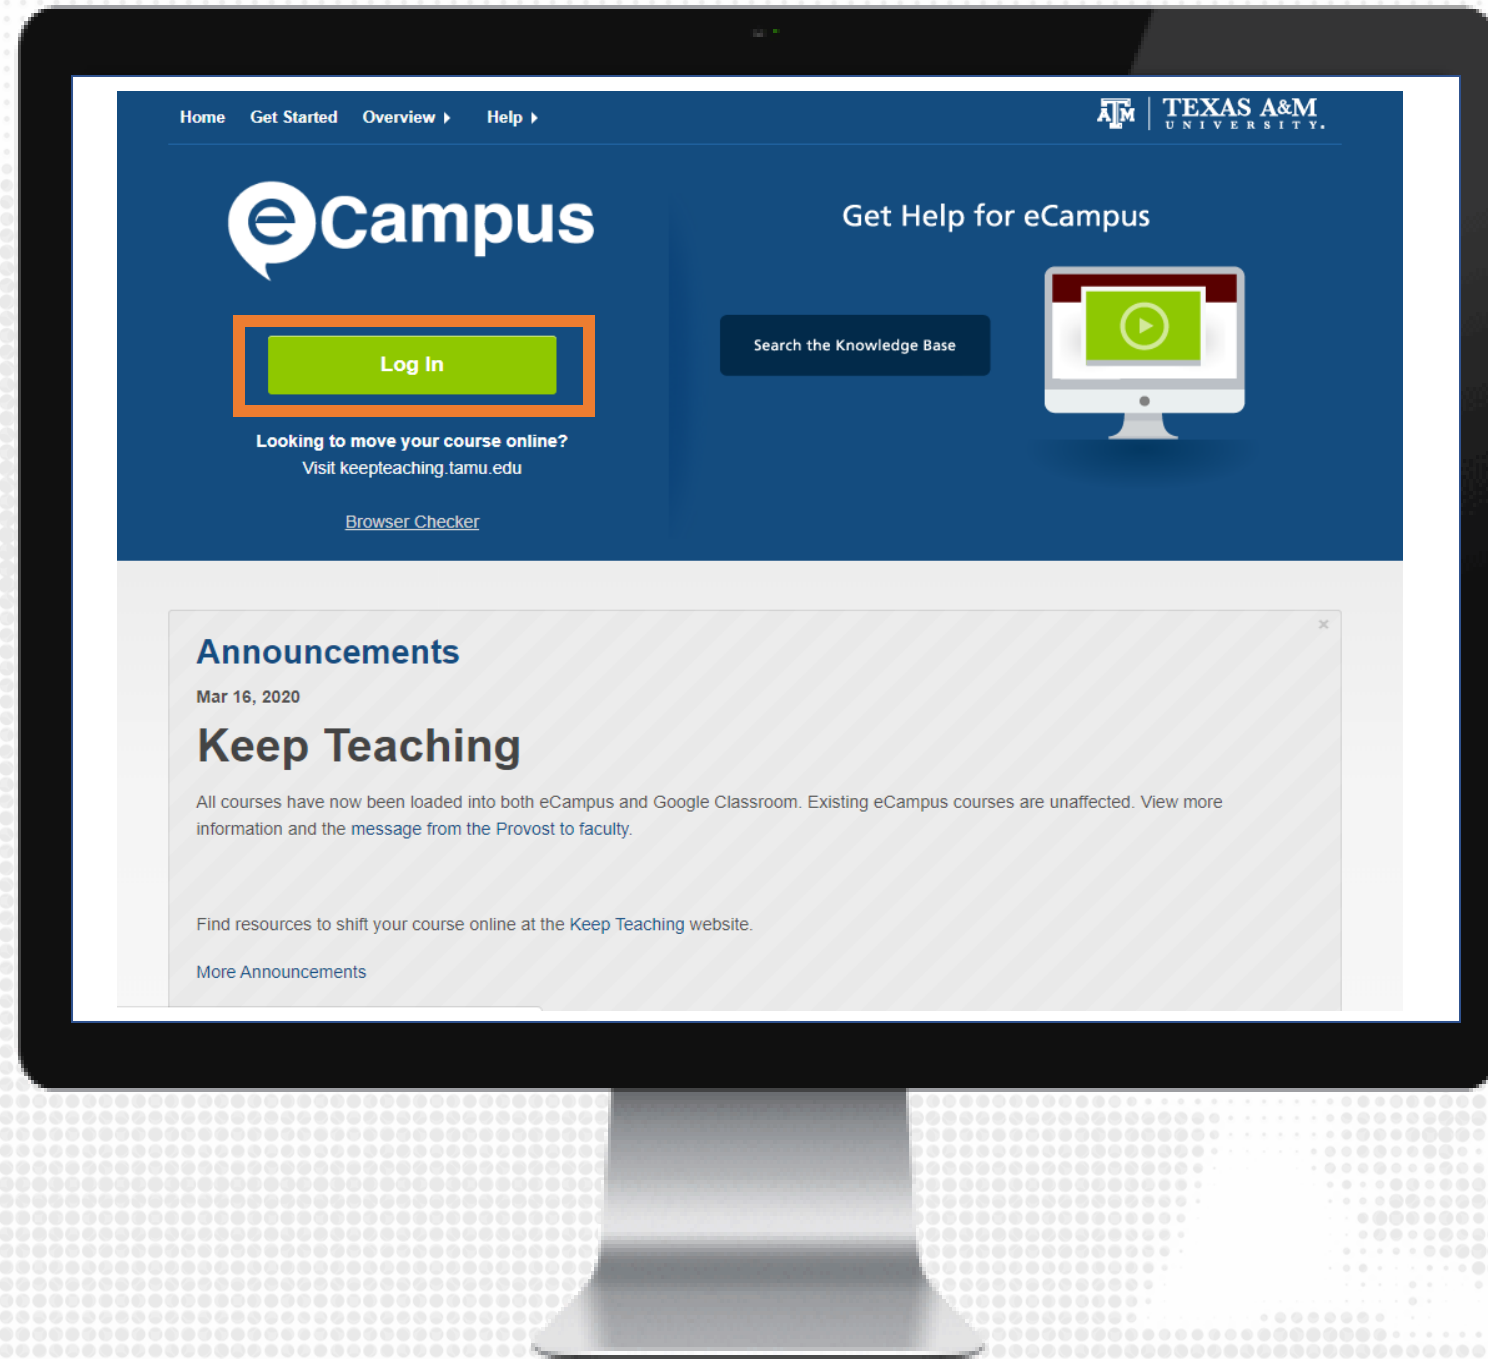 Home Get Started Overview Help
TEXAS A&M
UNIVERSITY.
eCampus
Get Help for eCampus
Log In
Search the Knowledge Base
Looking to move your course online?
Visit keepteaching.tamu.edu
Browser Checker
Announcements
Mar 16, 2020
Keep Teaching
All courses have now been loaded into both eCampus and Google Classroom. Existing eCampus courses are unaffected. View more
information and the message from the Provost to faculty.
Find resources to shift your course online at the Keep Teaching website.
More Announcements